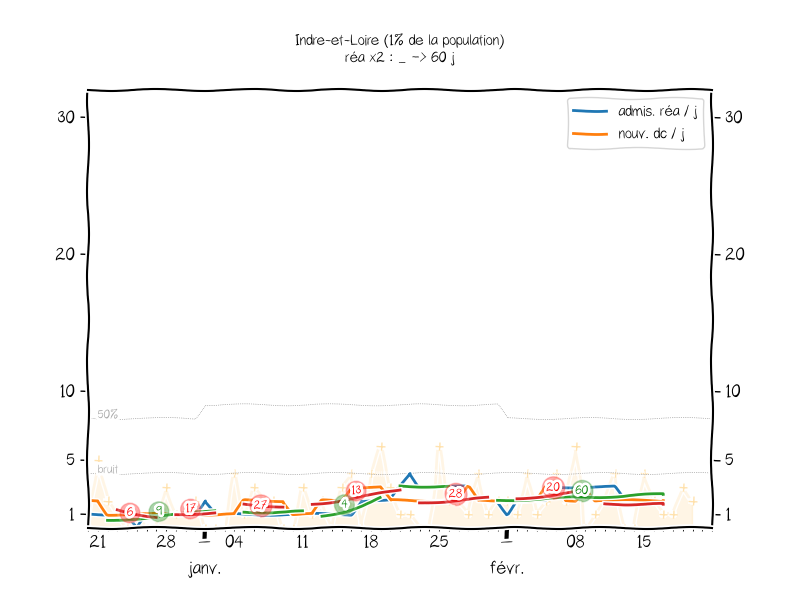 Indre-et-Loire (1% de la population)
réa x2 : _ -> 60 j
admis. réa / j
nouv. dc / j
30 30
20 20
10 10
50%
5 5
bruit
6 9 17 27 13 4 28 20 60
1 1
21 28 1 04 11 18 25 1 08 15
janv. févr.